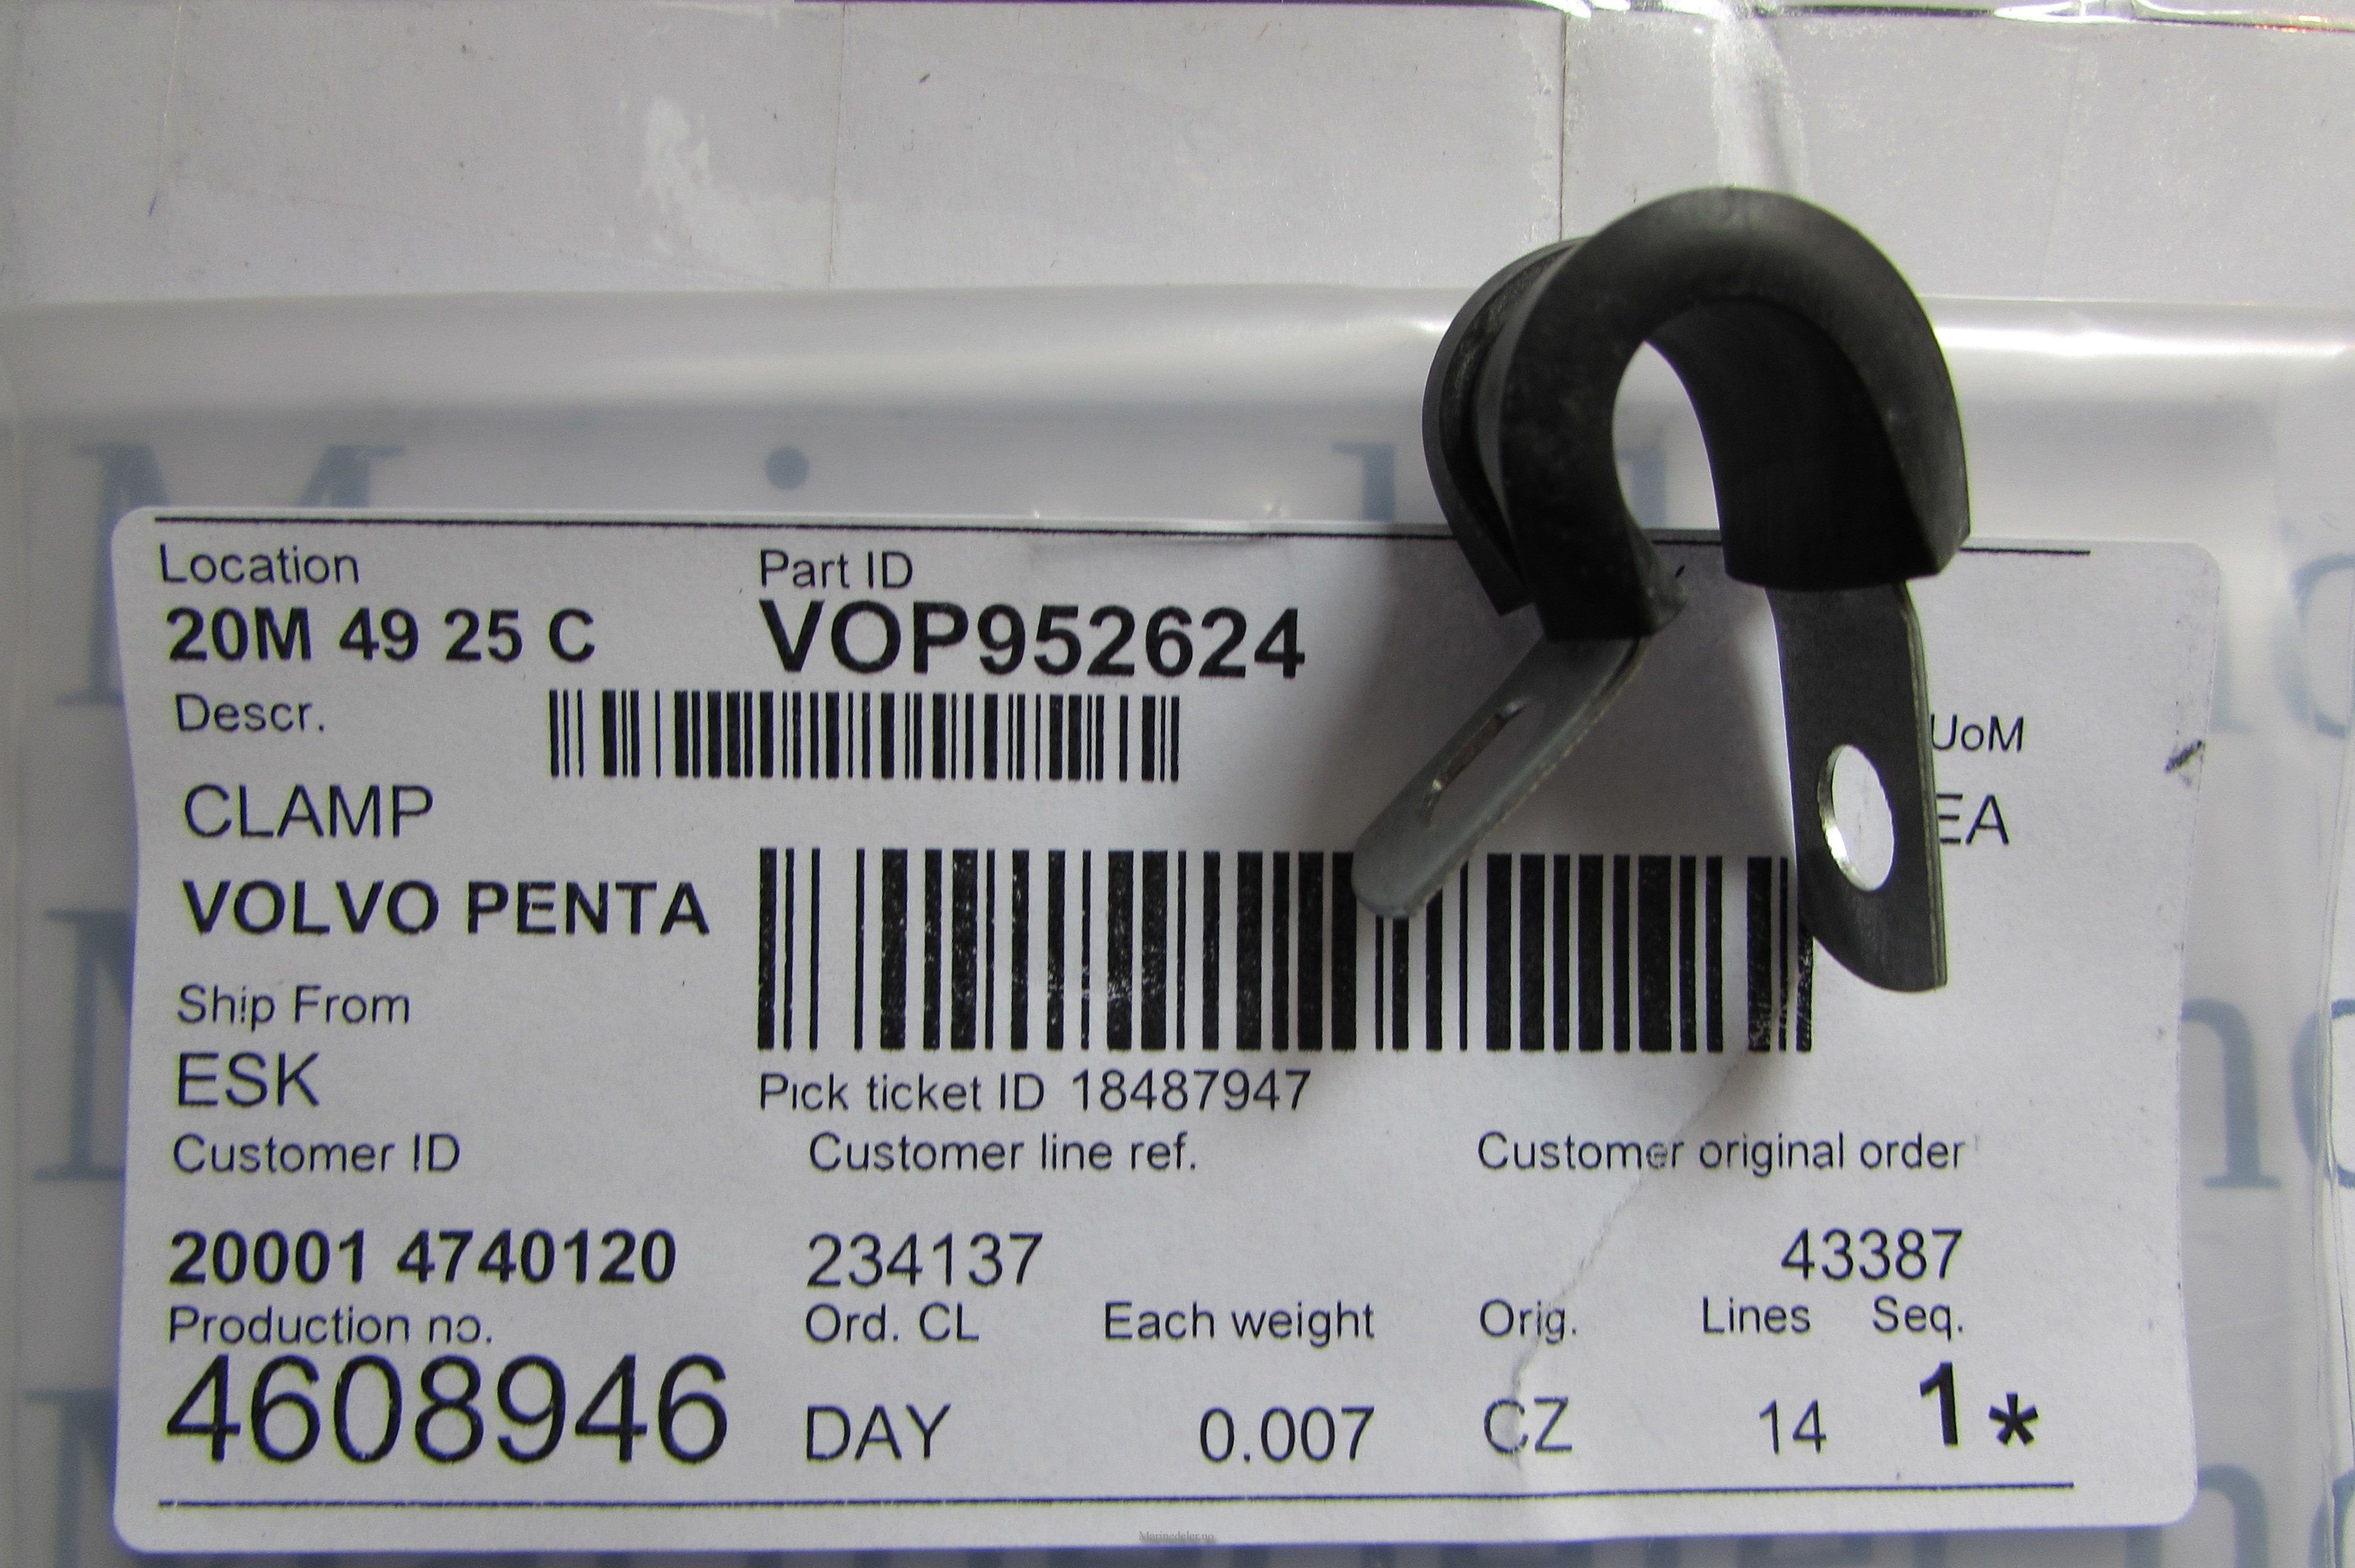 Location Part ID
20M 49 25 C VOP952624
Descr. UoM
CLAMP EA
VOLVO PENTA
Ship From
ESK Pick ticket ID 18487947
Customer ID Customer line ref. Customer original order
20001 4740120 234137 43387
Production no. Ord. CL Each weight Orig. Lines Seq.
4608946 DAY 0.007 CZ 14 1*
Marinedeler.no